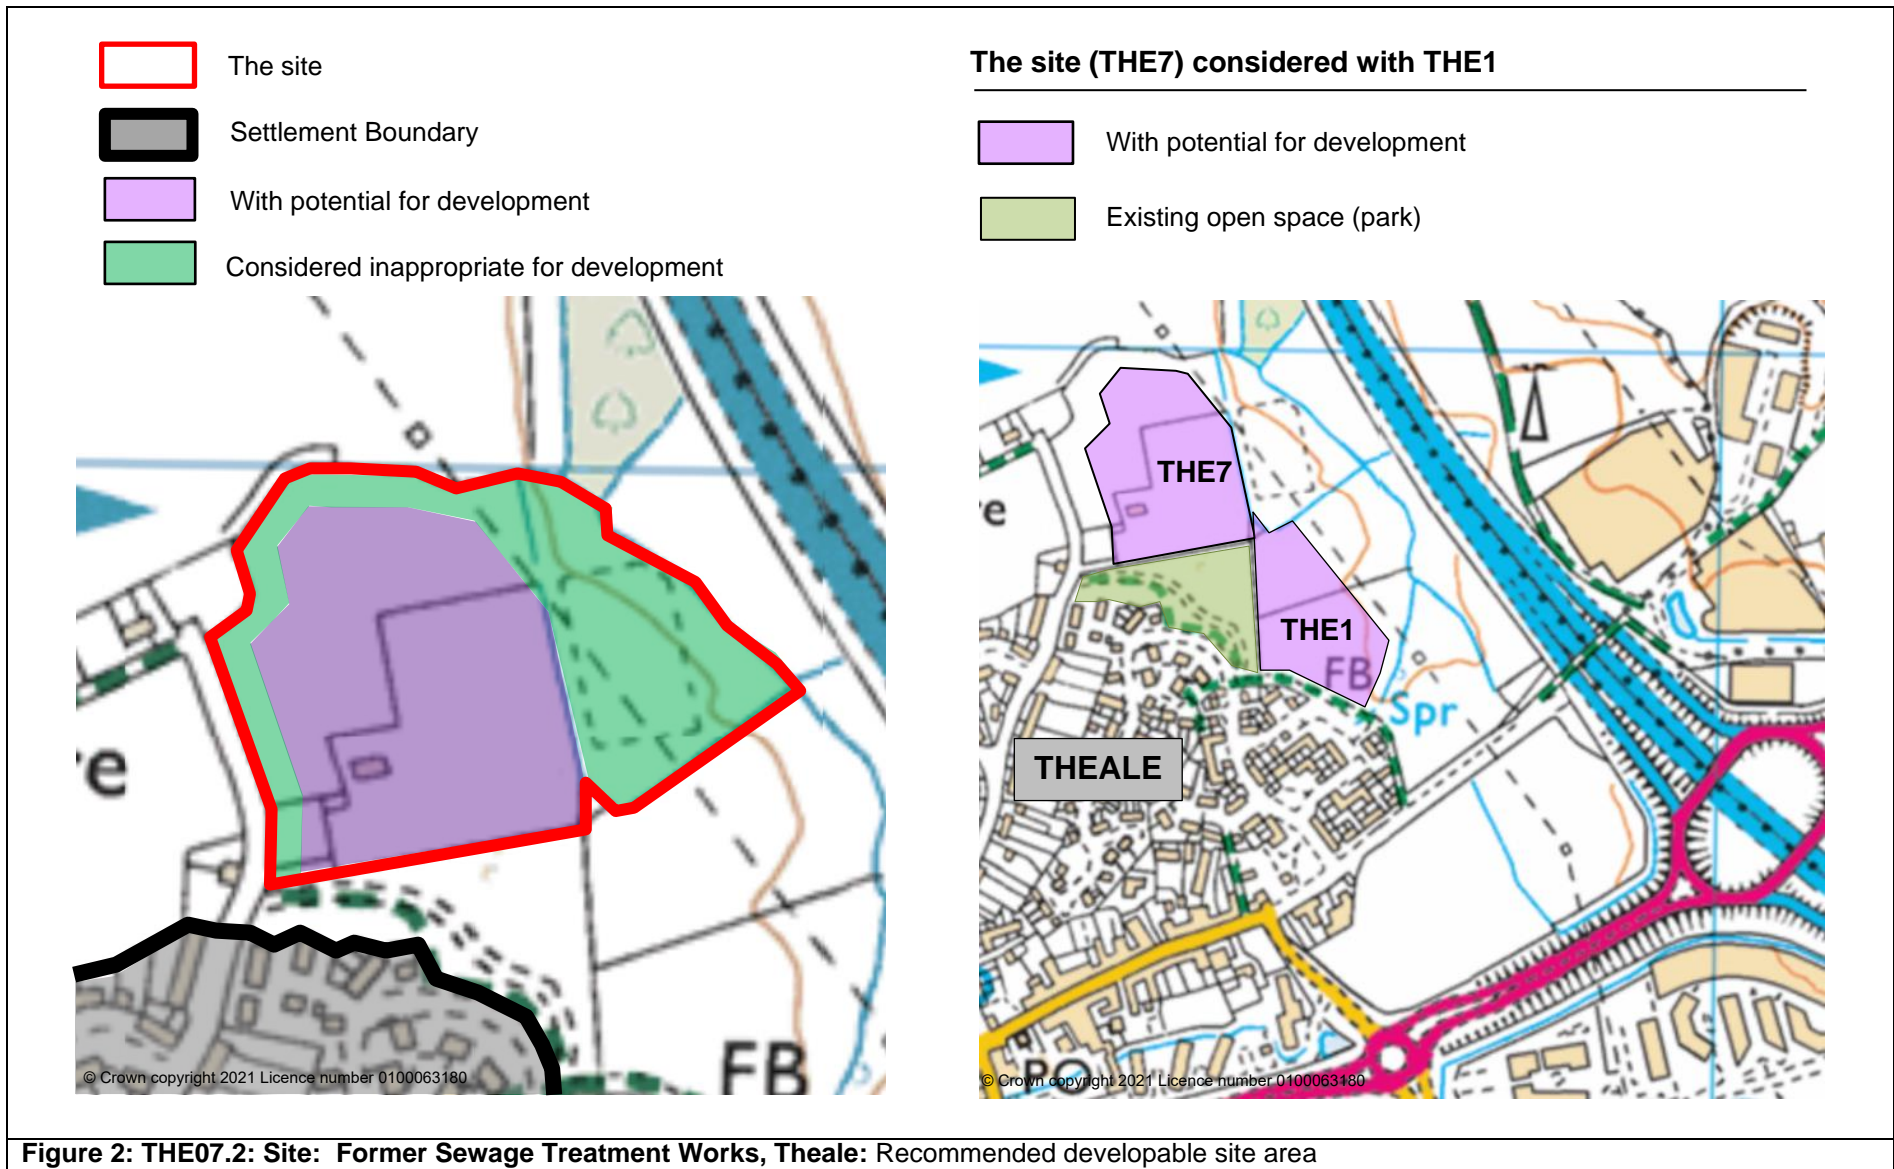 The site
Settlement Boundary
With potential for development
Considered inappropriate for development
The site (THE7) considered with THE1
With potential for development
Existing open space (park)
re
FB
© Crown copyright 2021 Licence number 0100063180
THE7
e
THE1
FB
Spr
THEALE
PO
© Crown copyright 2021 Licence number 0100063180
Figure 2: THE07.2: Site: Former Sewage Treatment Works, Theale: Recommended developable site area